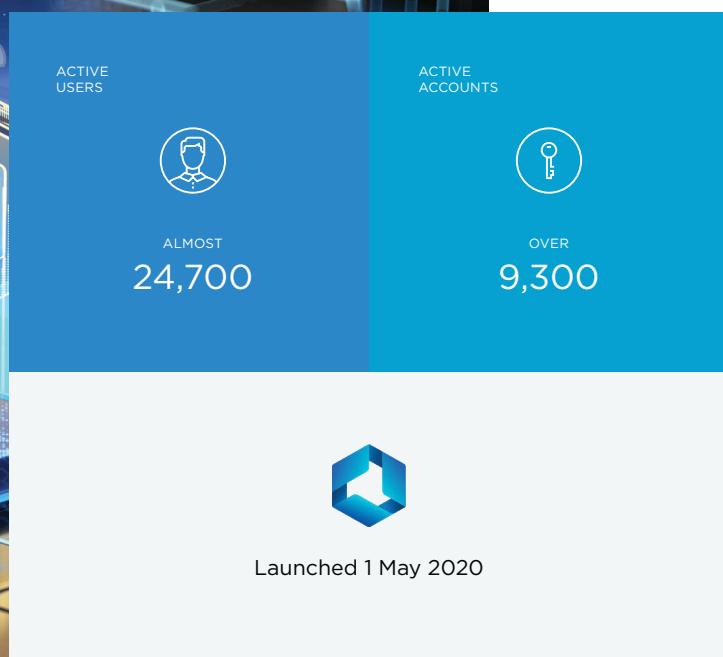 ACTIVE
USERS
ALMOST
24,700
ACTIVE
ACCOUNTS
OVER
9,300
Launched 1 May 2020